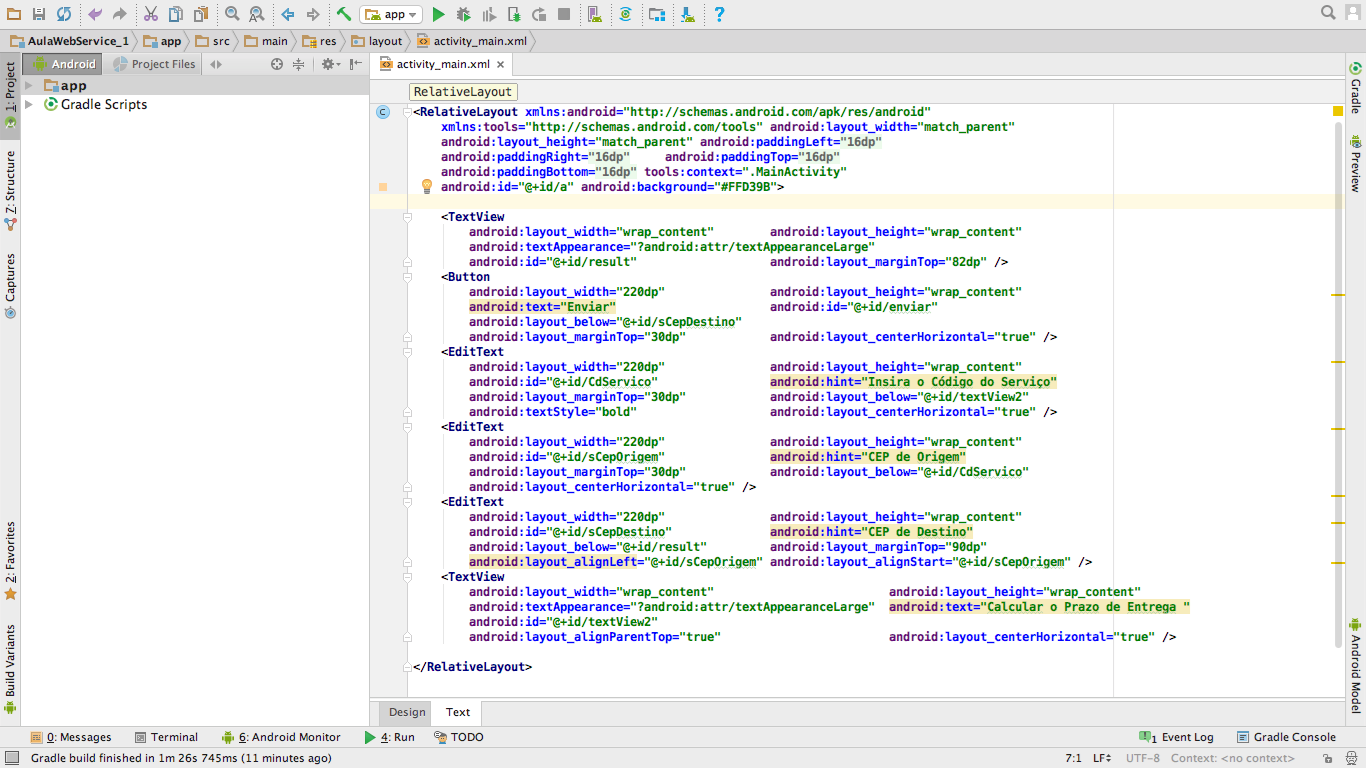 app
AulaWebService_1 app src main res layout activity_main.xml
1: Project
Android Project Files
activity_main.xml
app
Gradle Scripts
Z: Structure
Captures
2: Favorites
Build Variants
RelativeLayout
<RelativeLayout xmlns:android="http://schemas.android.com/apk/res/android"
xmlns:tools="http://schemas.android.com/tools" android:layout_width="match_parent"
android:layout_height="match_parent" android:paddingLeft="16dp"
android:paddingRight="16dp" android:paddingTop="16dp"
android:paddingBottom="16dp" tools:context=".MainActivity"
android:id="@+id/a" android:background="#FFD39B">
<TextView
android:layout_width="wrap_content" android:layout_height="wrap_content"
android:textAppearance="?android:attr/textAppearanceLarge"
android:id="@+id/result" android:layout_marginTop="82dp" />
<Button
android:layout_width="220dp" android:layout_height="wrap_content"
android:text="Enviar" android:id="@+id/enviar"
android:layout_below="@+id/sCepDestino"
android:layout_marginTop="30dp" android:layout_centerHorizontal="true" />
<EditText
android:layout_width="220dp" android:layout_height="wrap_content"
android:id="@+id/CdServico" android:hint="Insira o Código do Serviço"
android:layout_marginTop="30dp" android:layout_below="@+id/textView2"
android:textStyle="bold" android:layout_centerHorizontal="true" />
<EditText
android:layout_width="220dp" android:layout_height="wrap_content"
android:id="@+id/sCepOrigem" android:hint="CEP de Origem"
android:layout_marginTop="30dp" android:layout_below="@+id/CdServico"
android:layout_centerHorizontal="true" />
<EditText
android:layout_width="220dp" android:layout_height="wrap_content"
android:id="@+id/sCepDestino" android:hint="CEP de Destino"
android:layout_below="@+id/result" android:layout_marginTop="90dp"
android:layout_alignLeft="@+id/sCepOrigem" android:layout_alignStart="@+id/sCepOrigem" />
<TextView
android:layout_width="wrap_content" android:layout_height="wrap_content"
android:textAppearance="?android:attr/textAppearanceLarge" android:text="Calcular o Prazo de Entrega "
android:id="@+id/textView2"
android:layout_alignParentTop="true" android:layout_centerHorizontal="true" />
</RelativeLayout>
Gradle
Preview
Android Model
Design Text
0: Messages Terminal 6: Android Monitor 4: Run TODO 1 Event Log Gradle Console
Gradle build finished in 1m 26s 745ms (11 minutes ago) 7:1 LF UTF-8 Context: <no context>